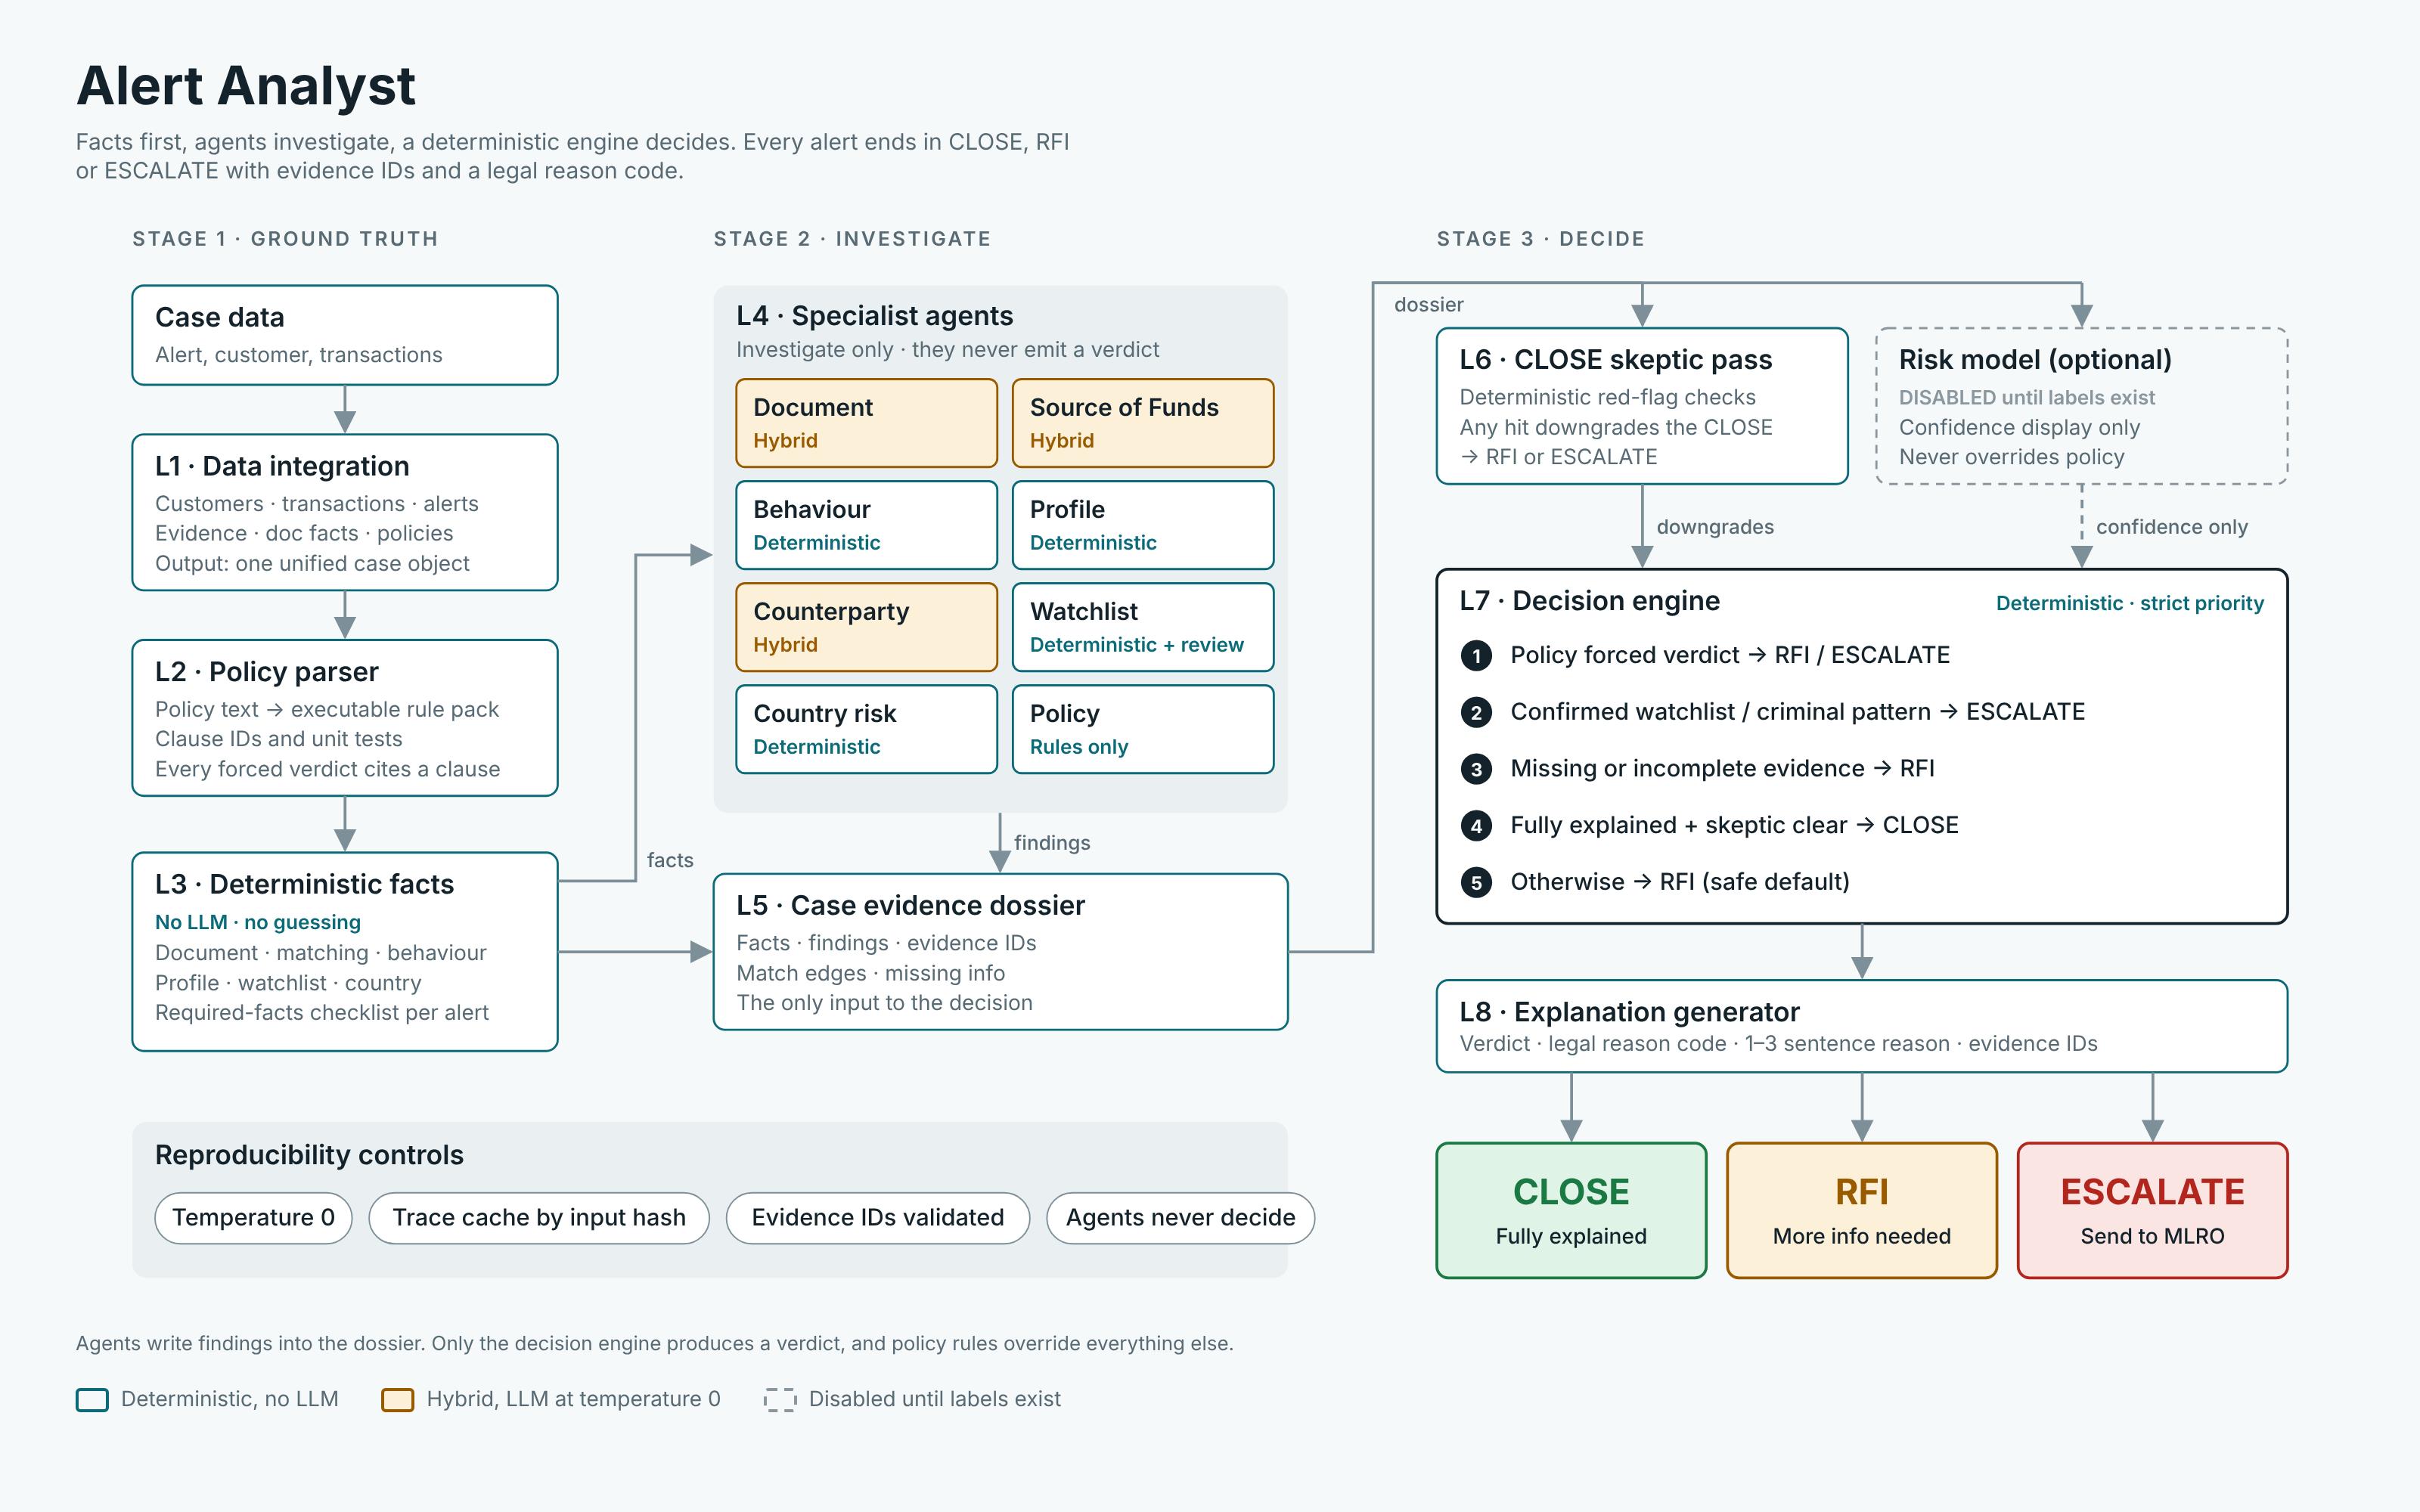 Alert Analyst
Facts first, agents investigate, a deterministic engine decides. Every alert ends in CLOSE, RFI
or ESCALATE with evidence IDs and a legal reason code.
STAGE 1 · GROUND TRUTH
Case data
Alert, customer, transactions
L1 · Data integration
Customers · transactions · alerts
Evidence · doc facts · policies
Output: one unified case object
L2 · Policy parser
Policy text → executable rule pack
Clause IDs and unit tests
Every forced verdict cites a clause
L3 · Deterministic facts
No LLM · no guessing
Document · matching · behaviour
Profile · watchlist · country
Required-facts checklist per alert
facts
STAGE 2 · INVESTIGATE
L4 · Specialist agents
Investigate only · they never emit a verdict
Document
Hybrid
Source of Funds
Hybrid
Behaviour
Deterministic
Profile
Deterministic
Counterparty
Hybrid
Watchlist
Deterministic + review
Country risk
Deterministic
Policy
Rules only
findings
L5 · Case evidence dossier
Facts · findings · evidence IDs
Match edges · missing info
The only input to the decision
STAGE 3 · DECIDE
dossier
L6 · CLOSE skeptic pass
Deterministic red-flag checks
Any hit downgrades the CLOSE
→ RFI or ESCALATE
Risk model (optional)
DISABLED until labels exist
Confidence display only
Never overrides policy
downgrades
confidence only
L7 · Decision engine
Deterministic · strict priority
1 Policy forced verdict → RFI / ESCALATE
2 Confirmed watchlist / criminal pattern → ESCALATE
3 Missing or incomplete evidence → RFI
4 Fully explained + skeptic clear → CLOSE
5 Otherwise → RFI (safe default)
L8 · Explanation generator
Verdict · legal reason code · 1–3 sentence reason · evidence IDs
CLOSE
Fully explained
RFI
More info needed
ESCALATE
Send to MLRO
Reproducibility controls
Temperature 0
Trace cache by input hash
Evidence IDs validated
Agents never decide
Agents write findings into the dossier. Only the decision engine produces a verdict, and policy rules override everything else.
Deterministic, no LLM
Hybrid, LLM at temperature 0
Disabled until labels exist